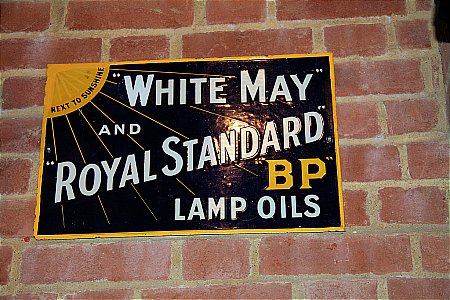 NEXT TO SUNSHINE
"WHITE MAY"
AND
"ROYAL STANDARD"
BP
LAMP OILS